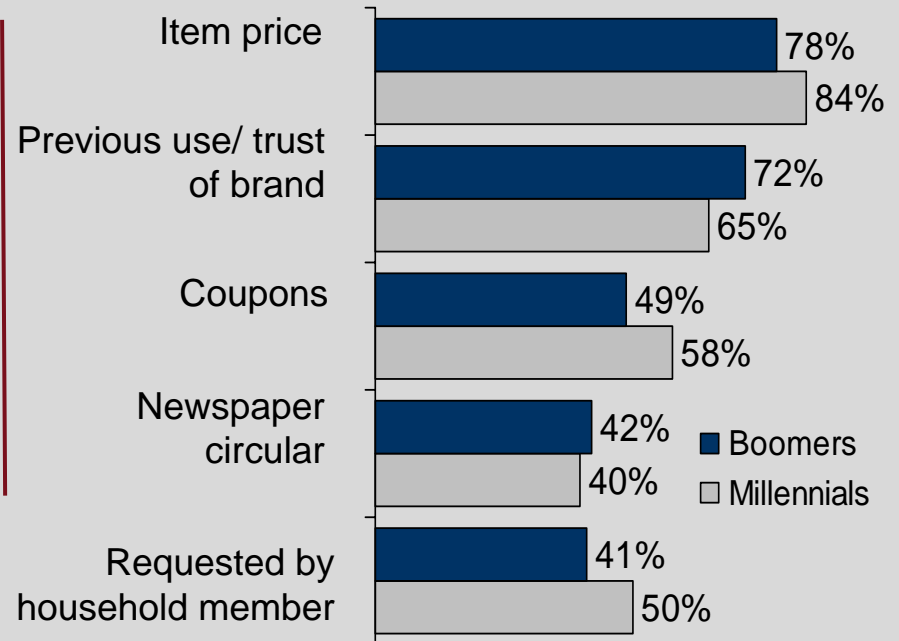 Item price
78%
84%
Previous use/ trust
of brand
72%
65%
Coupons
49%
58%
Newspaper
circular
42%
40%
Boomers
Millennials
Requested by
household member
41%
50%